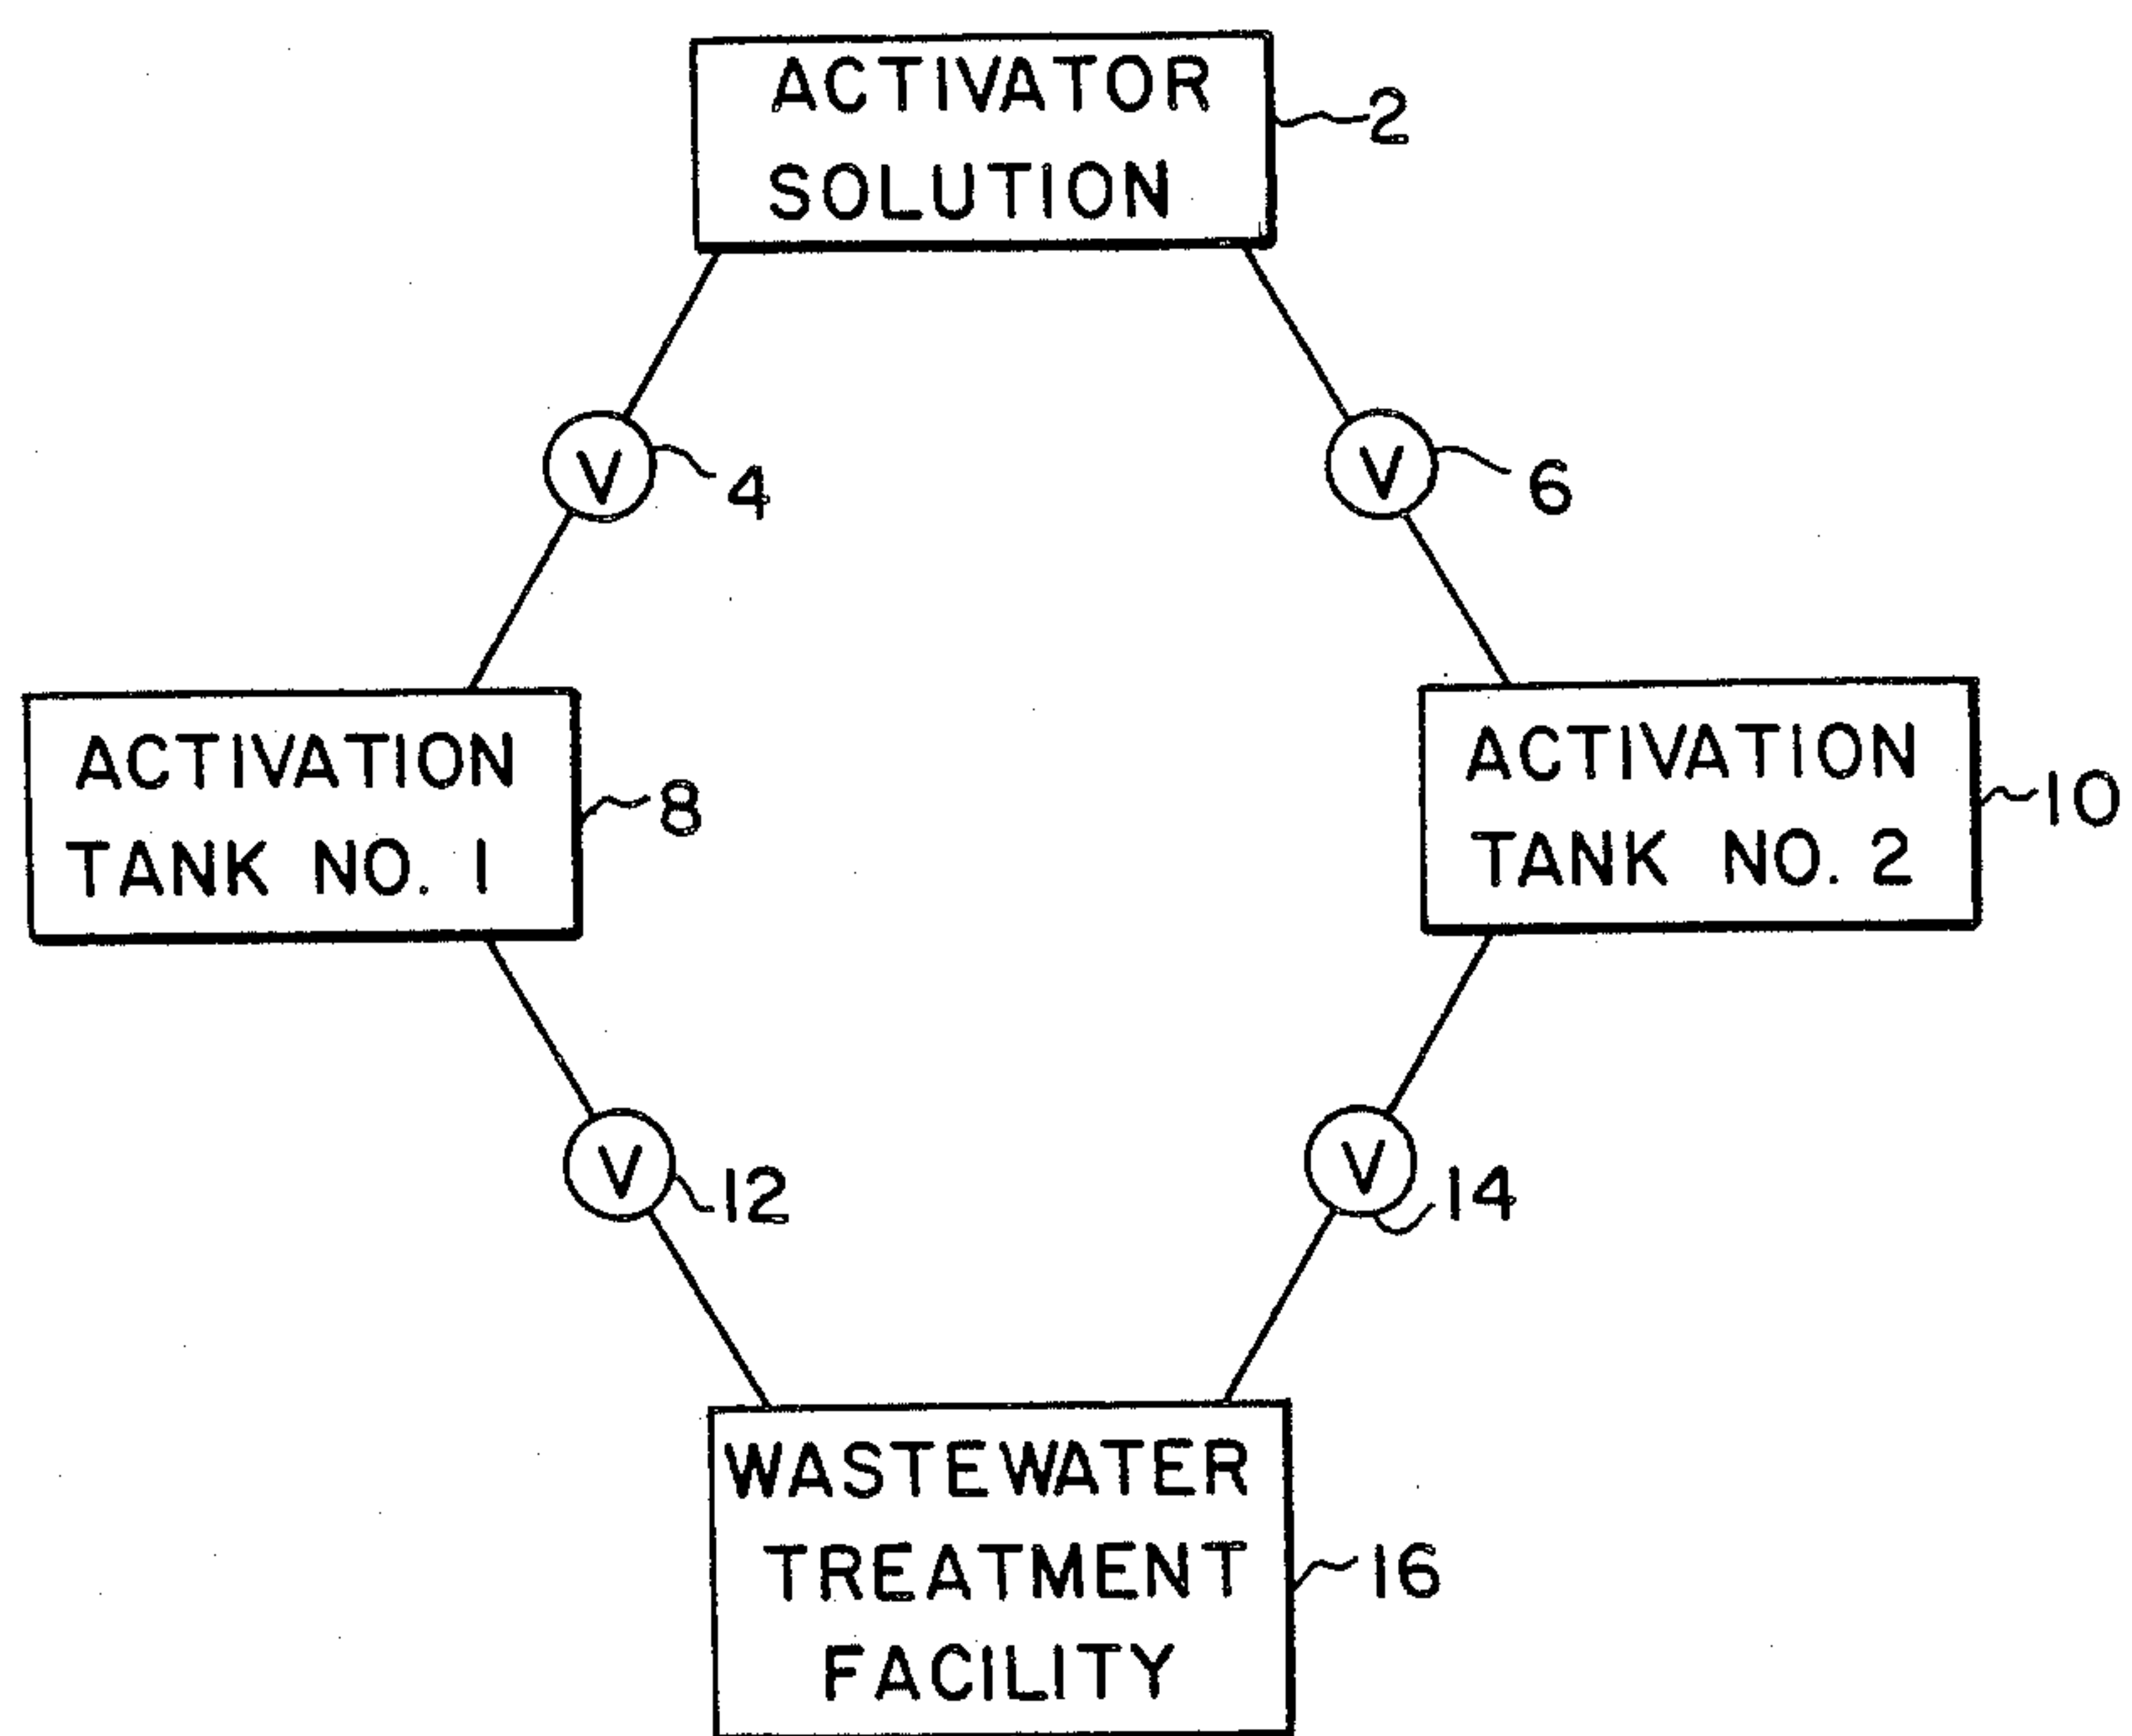 ACTIVATOR
SOLUTION
2
V
4
V
6
ACTIVATION
TANK NO. 1
8
ACTIVATION
TANK NO. 2
10
V
12
V
14
WASTEWATER
TREATMENT
FACILITY
16